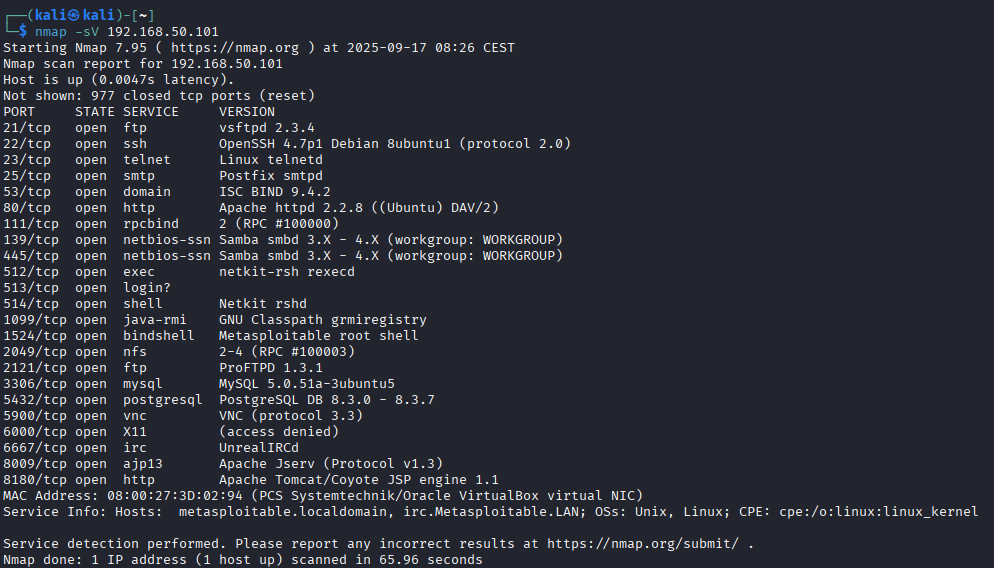 ┌──(kali㉿kali)-[~]
└─$ nmap -sV 192.168.50.101
Starting Nmap 7.95 ( https://nmap.org ) at 2025-09-17 08:26 CEST
Nmap scan report for 192.168.50.101
Host is up (0.0047s latency).
Not shown: 977 closed tcp ports (reset)
PORT     STATE SERVICE     VERSION
21/tcp   open  ftp         vsftpd 2.3.4
22/tcp   open  ssh         OpenSSH 4.7p1 Debian 8ubuntu1 (protocol 2.0)
23/tcp   open  telnet      Linux telnetd
25/tcp   open  smtp        Postfix smtpd
53/tcp   open  domain      ISC BIND 9.4.2
80/tcp   open  http        Apache httpd 2.2.8 ((Ubuntu) DAV/2)
111/tcp  open  rpcbind     2 (RPC #100000)
139/tcp  open  netbios-ssn Samba smbd 3.X - 4.X (workgroup: WORKGROUP)
445/tcp  open  netbios-ssn Samba smbd 3.X - 4.X (workgroup: WORKGROUP)
512/tcp  open  exec        netkit-rsh rexecd
513/tcp  open  login?
514/tcp  open  shell       Netkit rshd
1099/tcp open  java-rmi    GNU Classpath grmiregistry
1524/tcp open  bindshell   Metasploitable root shell
2049/tcp open  nfs         2-4 (RPC #100003)
2121/tcp open  ftp         ProFTPD 1.3.1
3306/tcp open  mysql       MySQL 5.0.51a-3ubuntu5
5432/tcp open  postgresql  PostgreSQL DB 8.3.0 - 8.3.7
5900/tcp open  vnc         VNC (protocol 3.3)
6000/tcp open  X11         (access denied)
6667/tcp open  irc         UnrealIRCd
8009/tcp open  ajp13       Apache Jserv (Protocol v1.3)
8180/tcp open  http        Apache Tomcat/Coyote JSP engine 1.1
MAC Address: 08:00:27:3D:02:94 (PCS Systemtechnik/Oracle VirtualBox virtual NIC)
Service Info: Hosts:  metasploitable.localdomain, irc.Metasploitable.LAN; OSs: Unix, Linux; CPE: cpe:/o:linux:linux_kernel

Service detection performed. Please report any incorrect results at https://nmap.org/submit/ .
Nmap done: 1 IP address (1 host up) scanned in 65.96 seconds